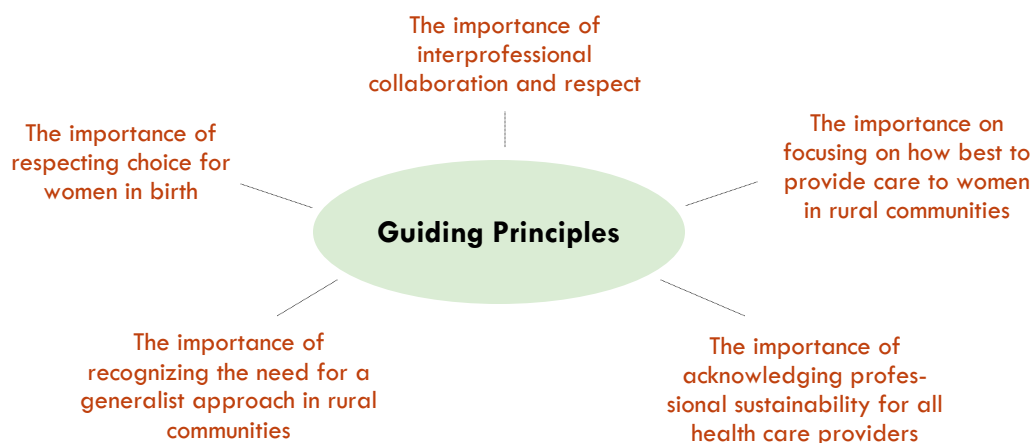 The importance of
interprofessional
collaboration and respect
The importance of
respecting choice for
women in birth
The importance on
focusing on how best to
provide care to women
in rural communities
Guiding Principles
The importance of
recognizing the need for a
generalist approach in rural
communities
The importance of
acknowledging profes-
sional sustainability for all
health care providers